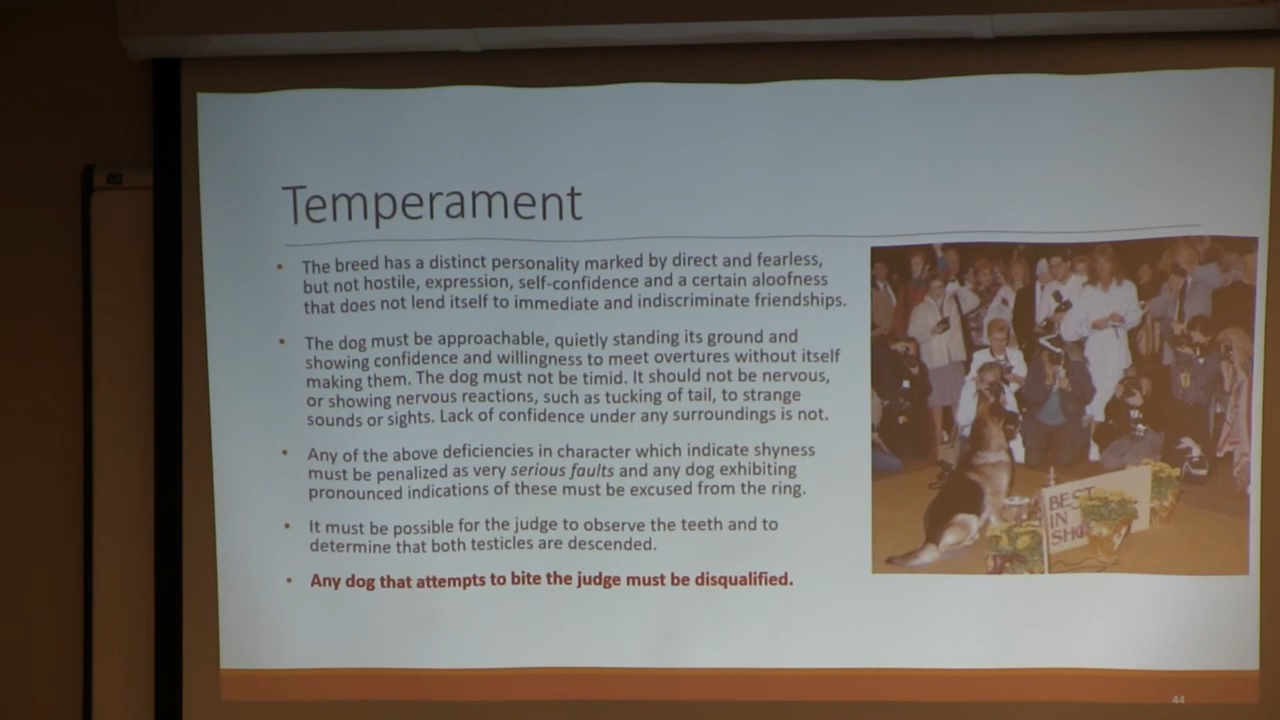 Temperament
• The breed has a distinct personality marked by direct and fearless,
but not hostile, expression, self-confidence and a certain aloofness
that does not lend itself to immediate and indiscriminate friendships.
• The dog must be approachable, quietly standing its ground and
showing confidence and willingness to meet overtures without itself
making them. The dog must not be timid. It should not be nervous,
or showing nervous reactions, such as tucking of tail, to strange
sounds or sights. Lack of confidence under any surroundings is not.
• Any of the above deficiencies in character which indicate shyness
must be penalized as very serious faults and any dog exhibiting
pronounced indications of these must be excused from the ring.
• It must be possible for the judge to observe the teeth and to
determine that both testicles are descended.
• Any dog that attempts to bite the judge must be disqualified.
BEST
IN
SHO
44